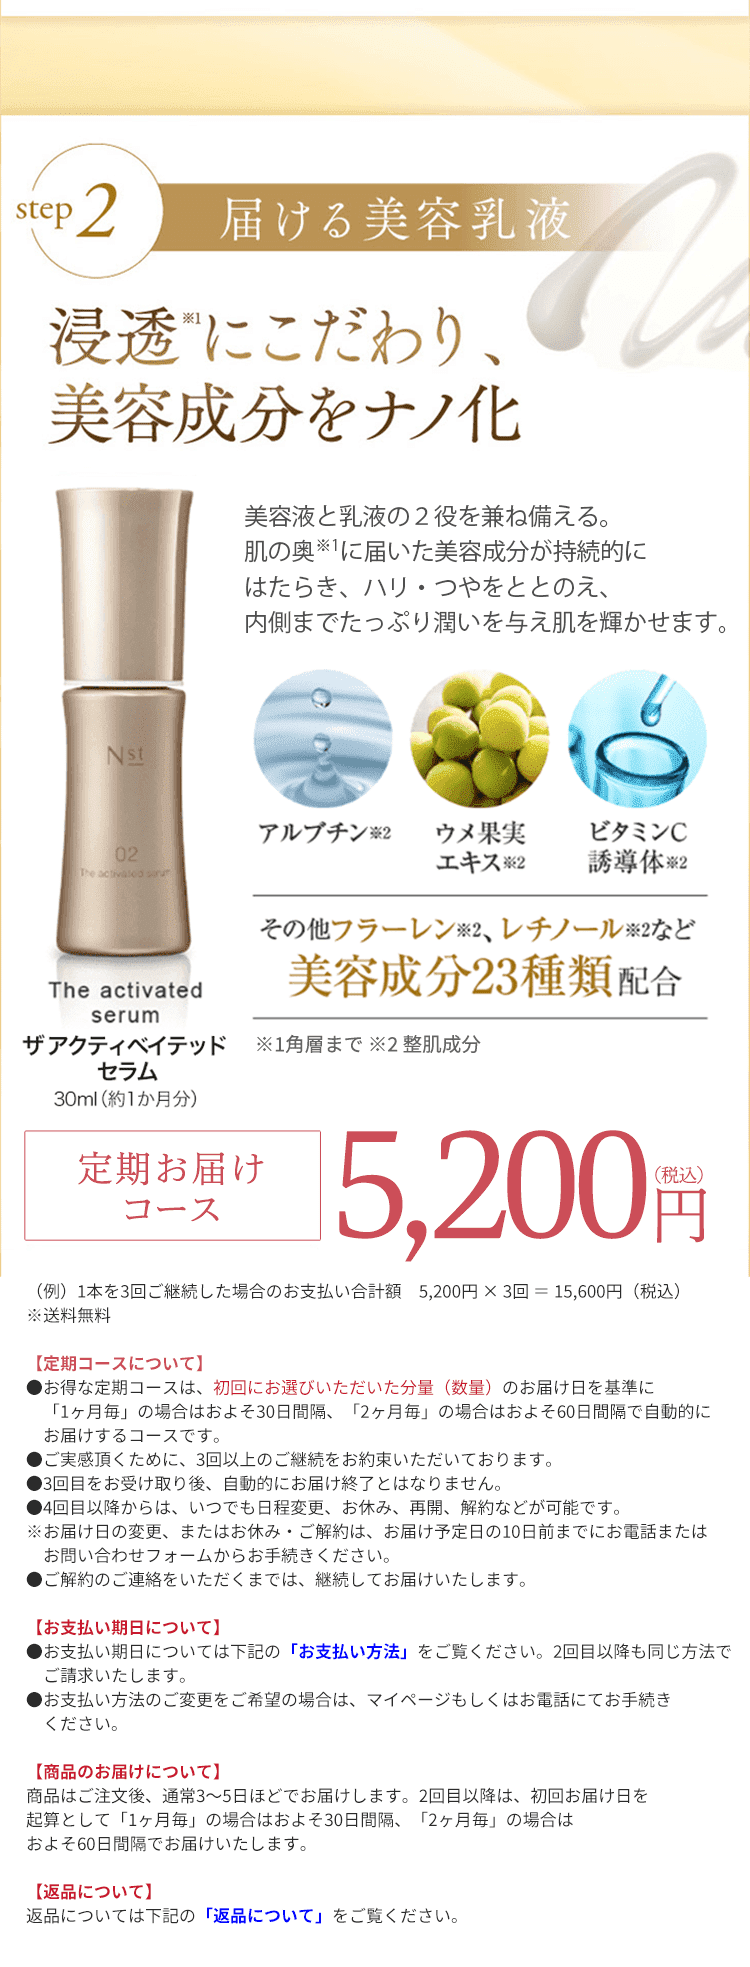 step 2
届ける美容乳液
浸透※1にこだわり、
美容成分をナノ化
美容液と乳液の２役を兼ね備える。
肌の奥※1に届いた美容成分が持続的に
はたらき、ハリ・つやをととのえ、
内側までたっぷり潤いを与え肌を輝かせます。
Nst
02
The activated serum
アルブチン※2
ウメ果実
エキス※2
ビタミンC
誘導体※2
その他フラーレン※2、レチノール※2など
美容成分23種類配合
The activated
serum
ザ アクティベイテッド
セラム
30ml（約1か月分）
※1角層まで ※2 整肌成分
定期お届け
コース
5,200円（税込）
（例）1本を3回ご継続した場合のお支払い合計額　5,200円 × 3回 ＝ 15,600円（税込）
※送料無料
【定期コースについて】
●お得な定期コースは、初回にお選びいただいた分量（数量）のお届け日を基準に
「1ヶ月毎」の場合はおよそ30日間隔、「2ヶ月毎」の場合はおよそ60日間隔で自動的に
お届けするコースです。
●ご実感頂くために、3回以上のご継続をお約束いただいております。
●3回目をお受け取り後、自動的にお届け終了とはなりません。
●4回目以降からは、いつでも日程変更、お休み、再開、解約などが可能です。
※お届け日の変更、またはお休み・ご解約は、お届け予定日の10日前までにお電話または
お問い合わせフォームからお手続きください。
●ご解約のご連絡をいただくまでは、継続してお届けいたします。
【お支払い期日について】
●お支払い期日については下記の「お支払い方法」をご覧ください。2回目以降も同じ方法で
ご請求いたします。
●お支払い方法のご変更をご希望の場合は、マイページもしくはお電話にてお手続き
ください。
【商品のお届けについて】
商品はご注文後、通常3〜5日ほどでお届けします。2回目以降は、初回お届け日を
起算として「1ヶ月毎」の場合はおよそ30日間隔、「2ヶ月毎」の場合は
およそ60日間隔でお届けいたします。
【返品について】
返品については下記の「返品について」をご覧ください。